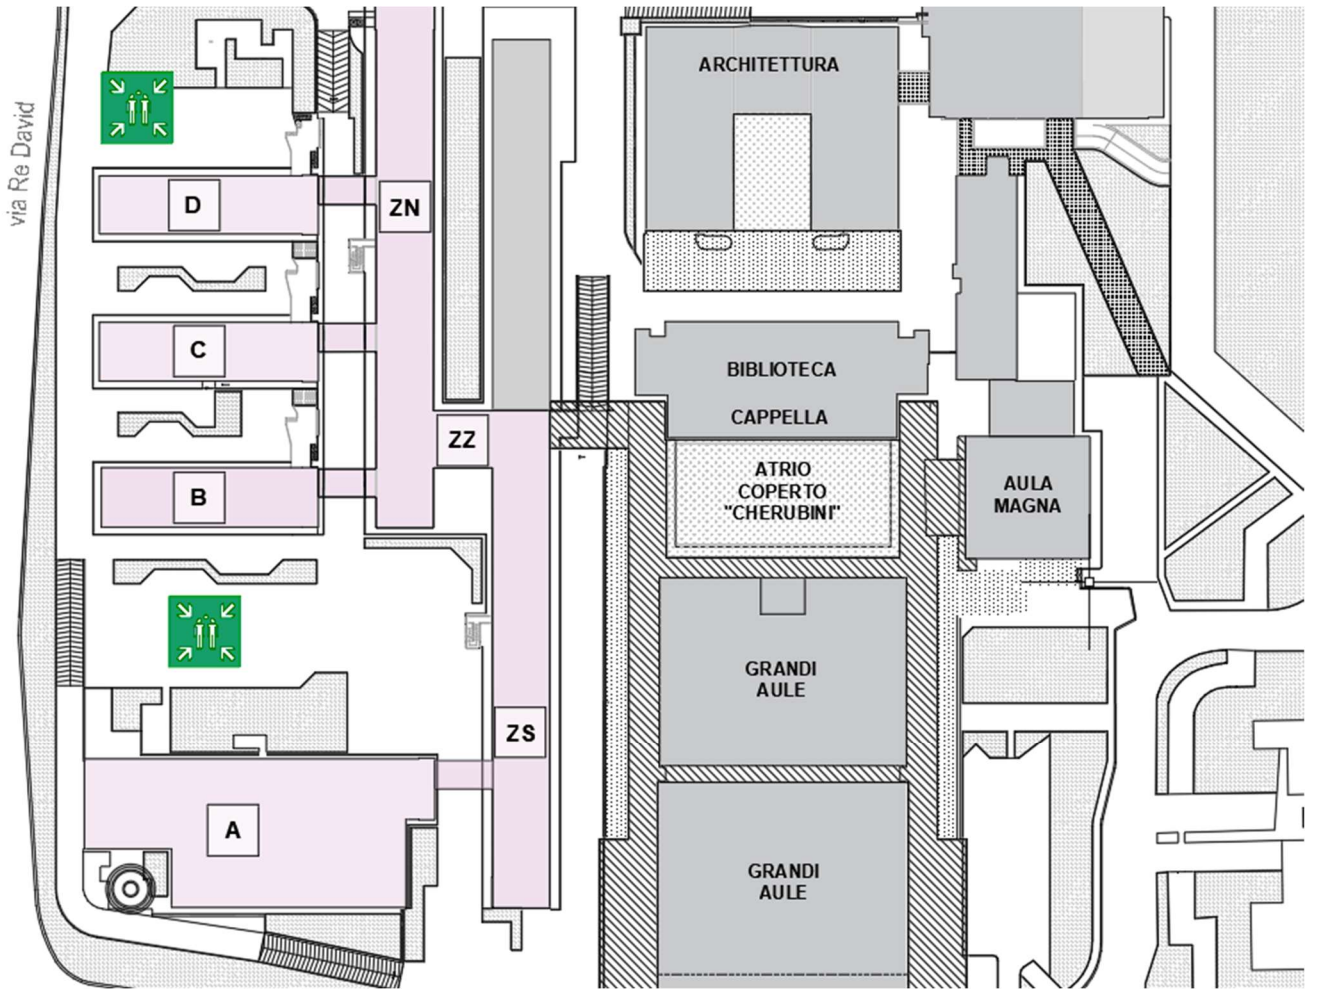 ARCHITETTURA
via Re David
D
ZN
C
BIBLIOTECA
CAPPELLA
ZZ
ATRIO
COPERTO
"CHERUBINI"
B
AULA
MAGNA
GRANDI
AULE
ZS
A
GRANDI
AULE